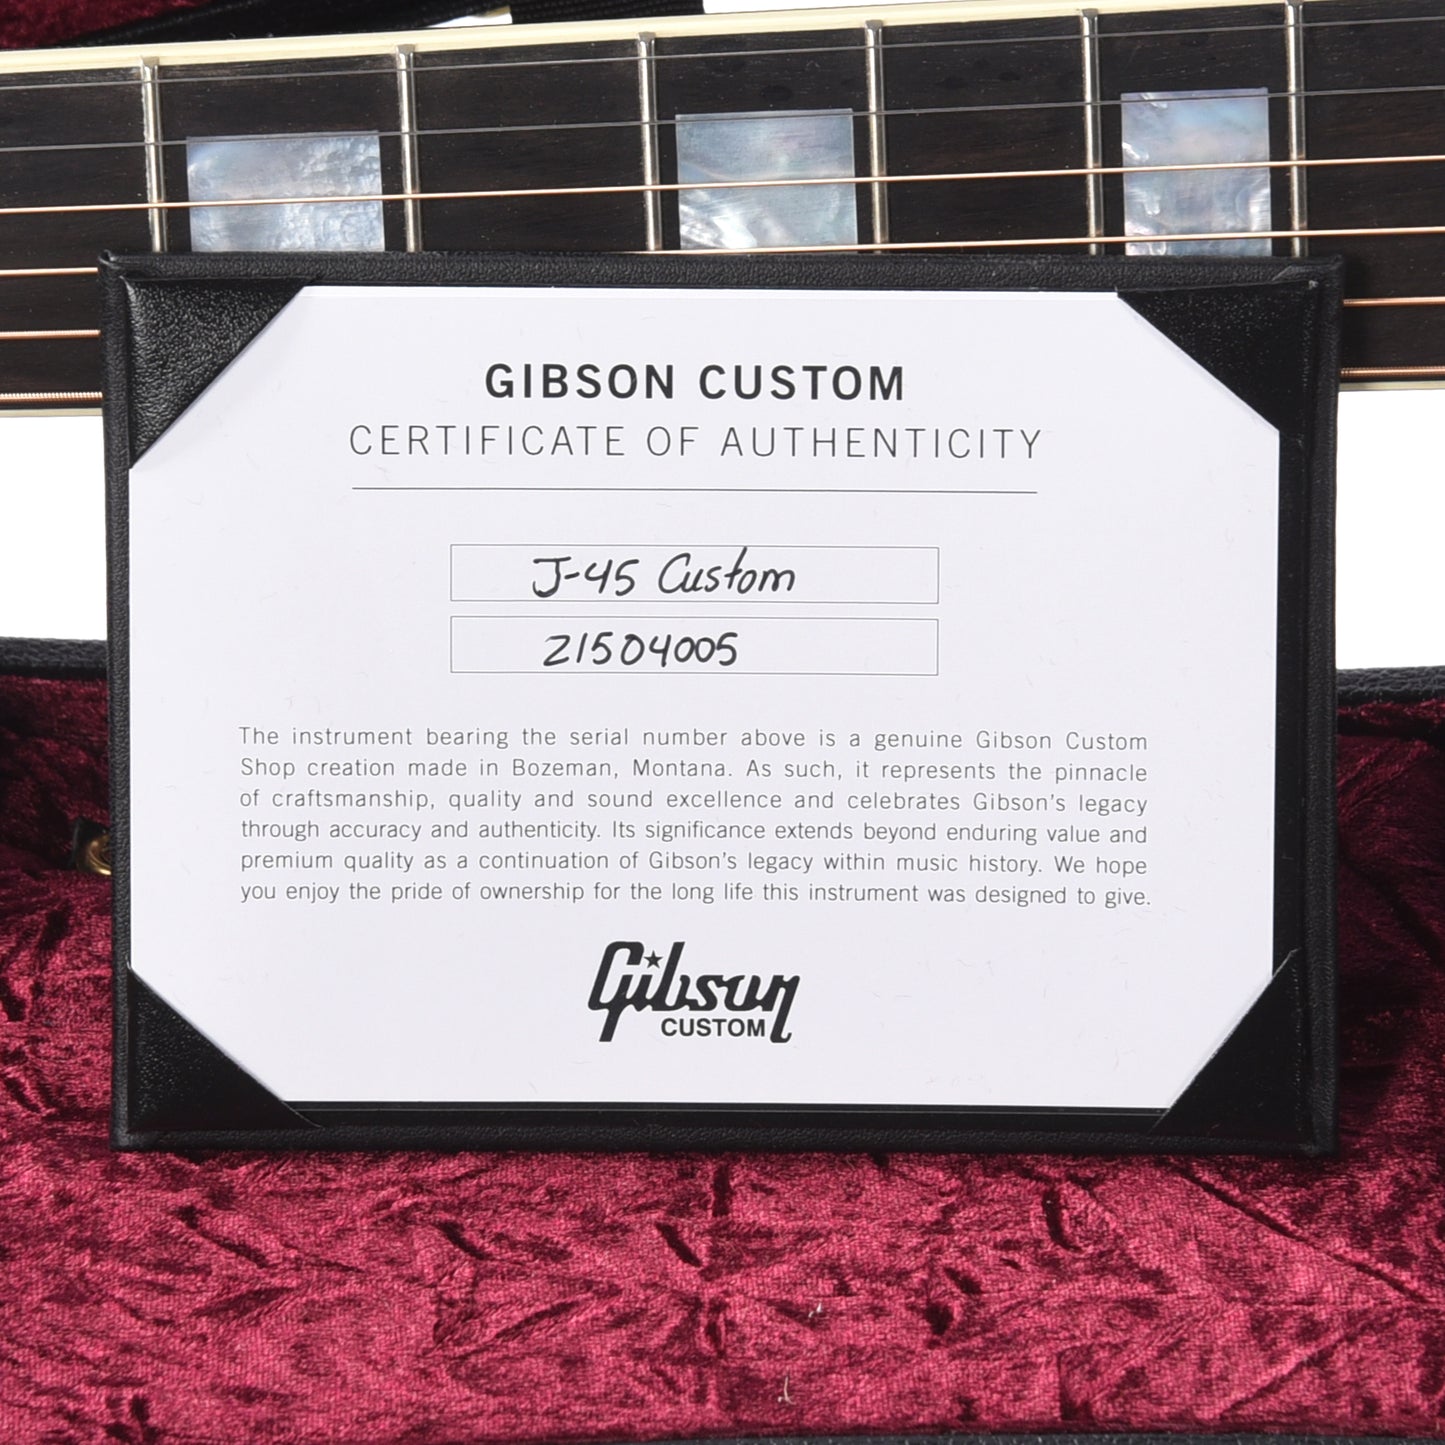 GIBSON CUSTOM
CERTIFICATE OF AUTHENTICITY
J-45 Custom
21504005
The instrument bearing the serial number above is a genuine Gibson Custom
Shop creation made in Bozeman, Montana. As such, it represents the pinnacle
of craftsmanship, quality and sound excellence and celebrates Gibson's legacy
through accuracy and authenticity. Its significance extends beyond enduring value and
premium quality as a continuation of Gibson's legacy within music history. We hope
you enjoy the pride of ownership for the long life this instrument was designed to give.
Gibson
CUSTOM